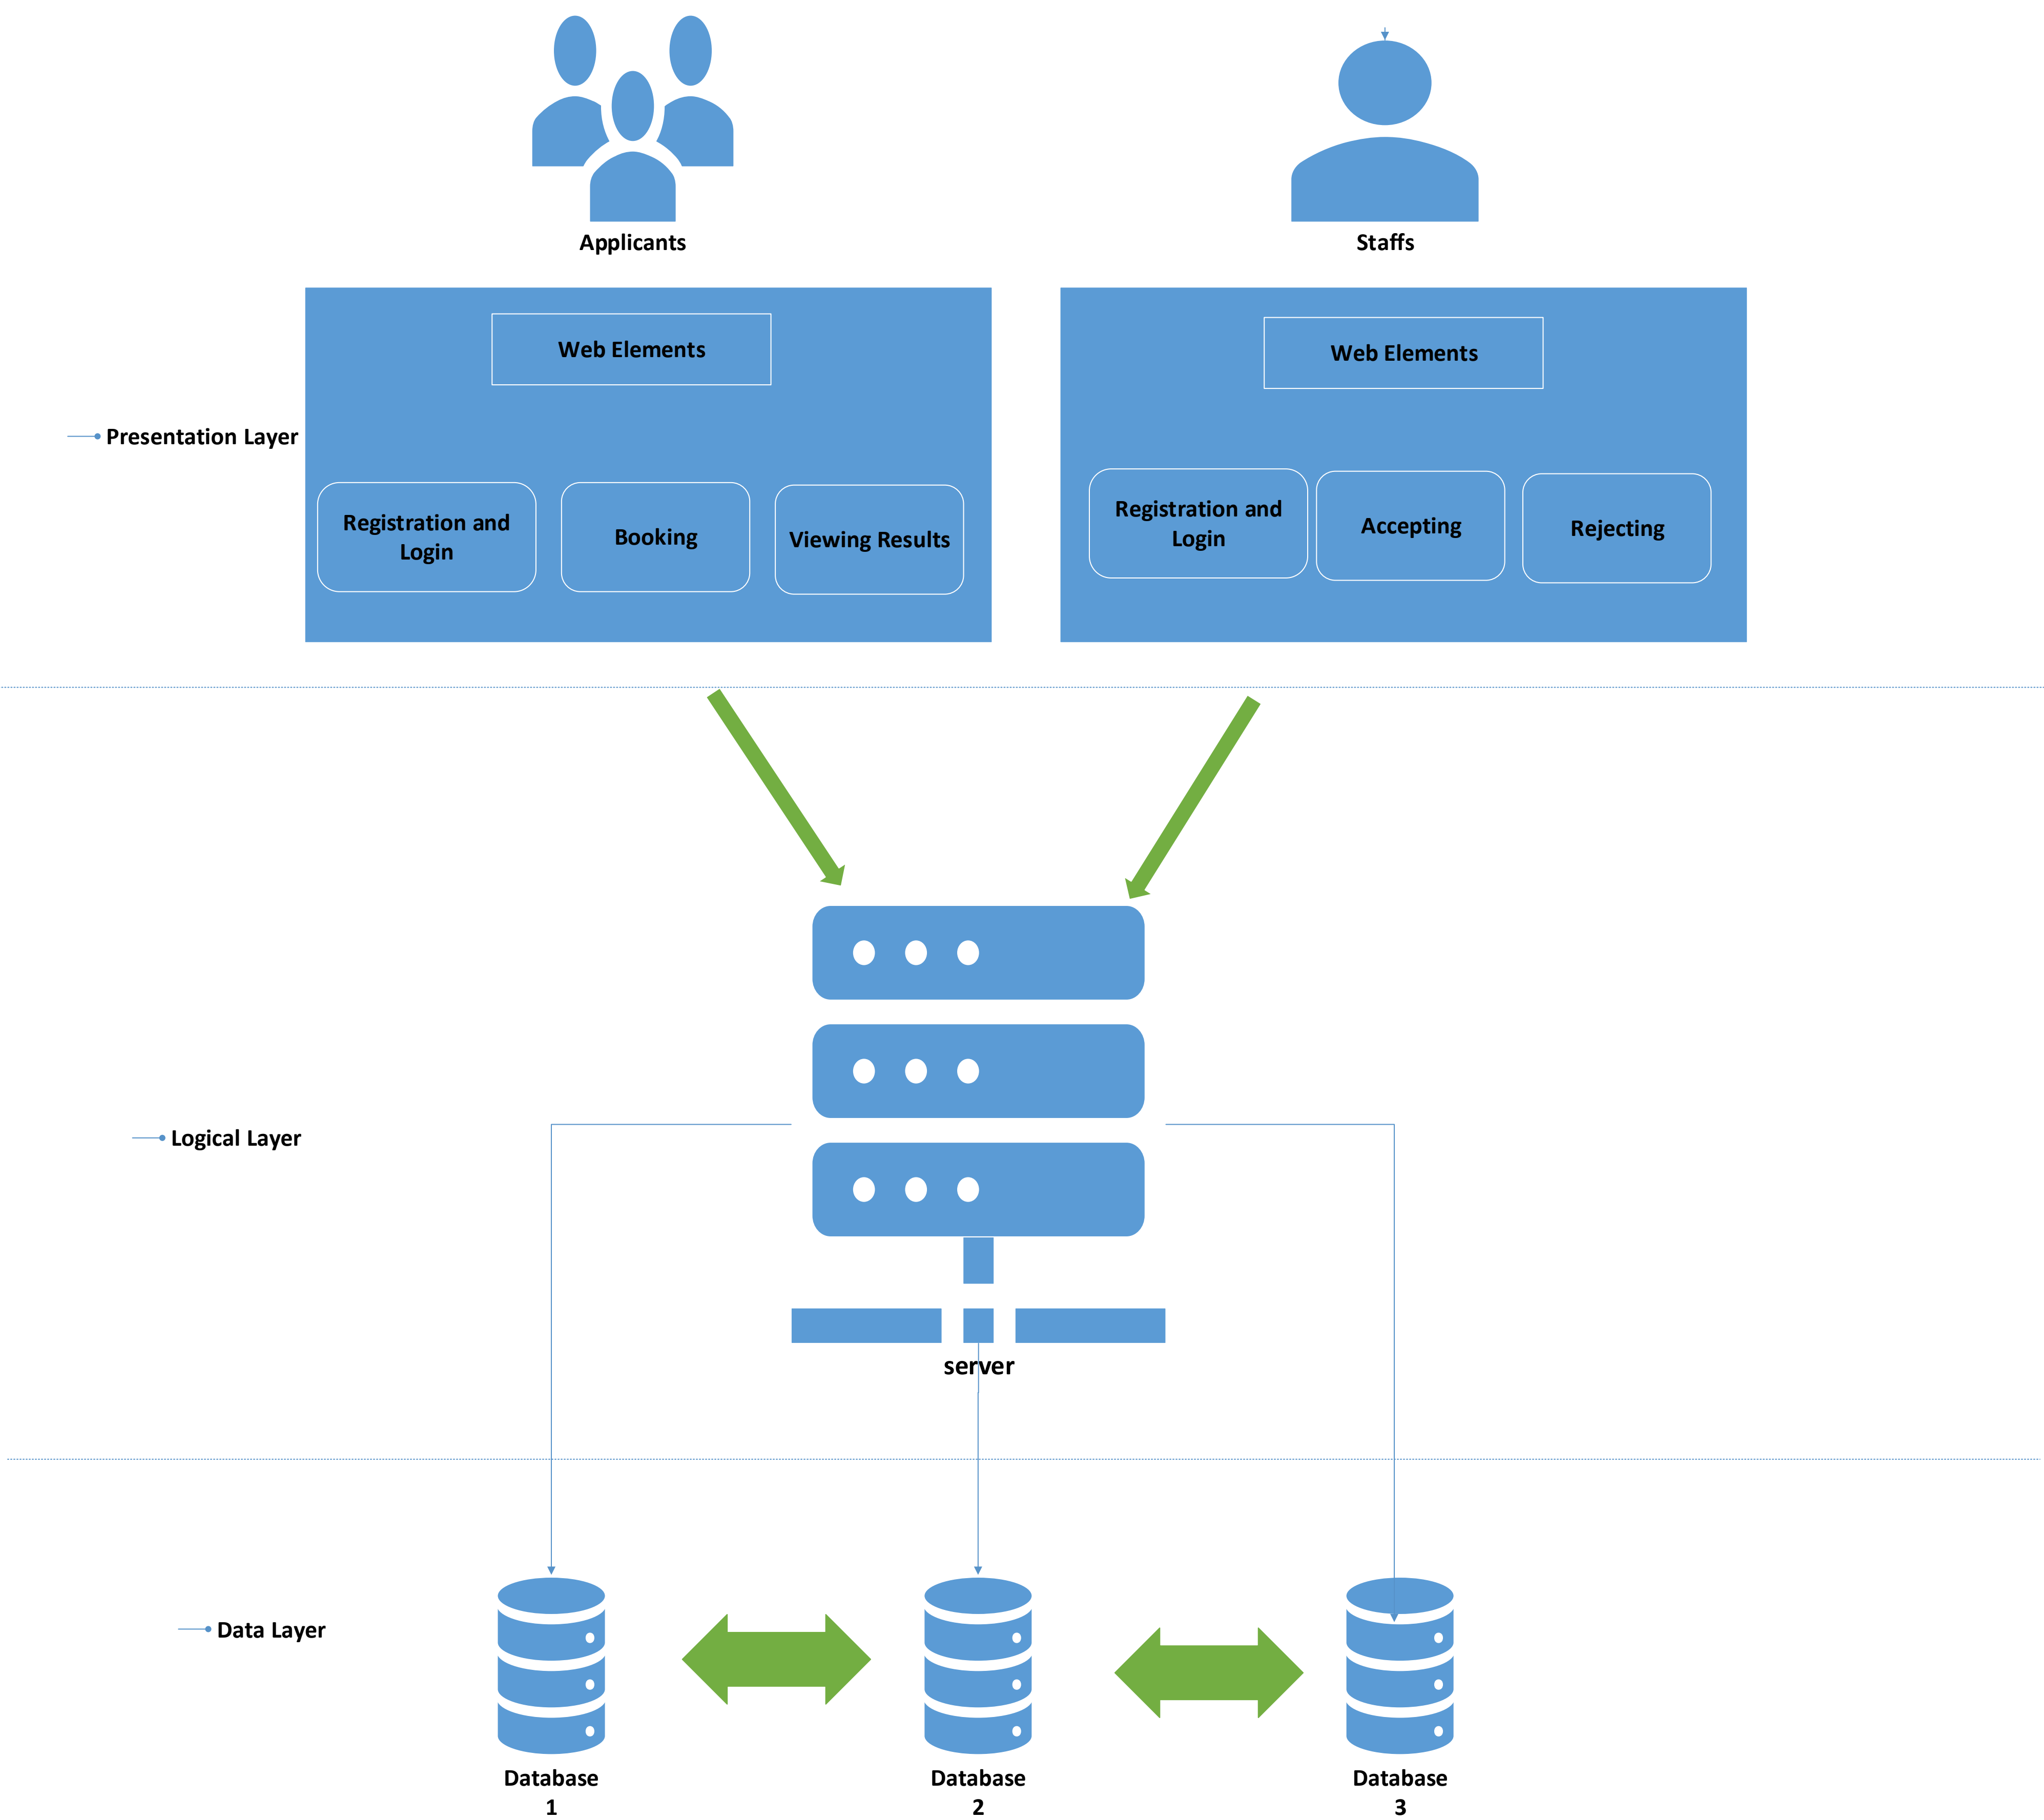 Applicants
Staffs
Web Elements
Web Elements
Presentation Layer
Registration and
Login
Booking
Viewing Results
Registration and
Login
Accepting
Rejecting
Logical Layer
server
Data Layer
Database
1
Database
2
Database
3